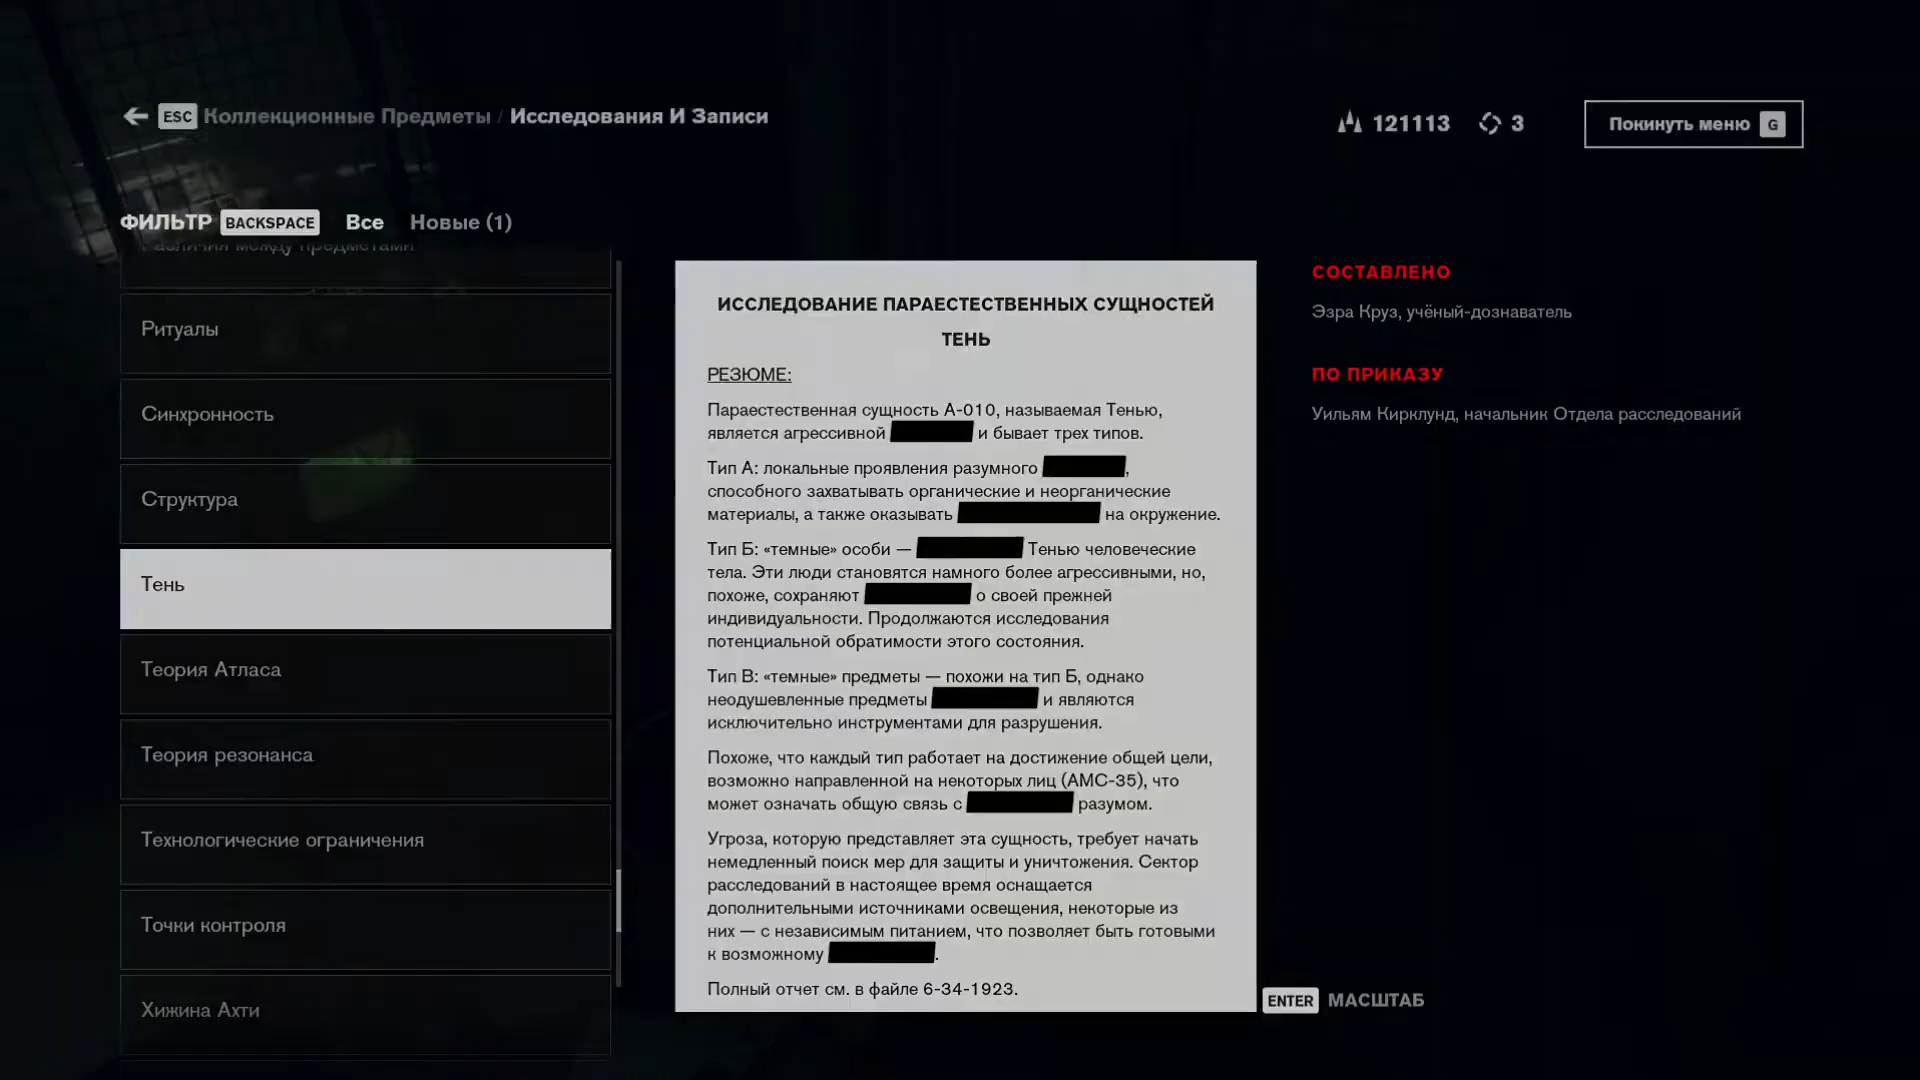 ESC Коллекционные Предметы / Исследования И Записи
121113 3
Покинуть меню G
ФИЛЬТР BACKSPACE Все Новые (1)
между предметами
Ритуалы
Синхронность
Структура
Тень
Теория Атласа
Теория резонанса
Технологические ограничения
Точки контроля
Хижина Ахти
ИССЛЕДОВАНИЕ ПАРАЕСТЕСТВЕННЫХ СУЩНОСТЕЙ
ТЕНЬ
РЕЗЮМЕ:
Параестественная сущность А-010, называемая Тенью,
является агрессивной и бывает трех типов.
Тип А: локальные проявления разумного ,
способного захватывать органические и неорганические
материалы, а также оказывать на окружение.
Тип Б: «темные» особи — Тенью человеческие
тела. Эти люди становятся намного более агрессивными, но,
похоже, сохраняют о своей прежней
индивидуальности. Продолжаются исследования
потенциальной обратимости этого состояния.
Тип В: «темные» предметы — похожи на тип Б, однако
неодушевленные предметы и являются
исключительно инструментами для разрушения.
Похоже, что каждый тип работает на достижение общей цели,
возможно направленной на некоторых лиц (АМС-35), что
может означать общую связь с разумом.
Угроза, которую представляет эта сущность, требует начать
немедленный поиск мер для защиты и уничтожения. Сектор
расследований в настоящее время оснащается
дополнительными источниками освещения, некоторые из
них — с независимым питанием, что позволяет быть готовыми
к возможному .
Полный отчет см. в файле 6-34-1923.
СОСТАВЛЕНО
Эзра Круз, учёный-дознаватель
ПО ПРИКАЗУ
Уильям Кирклунд, начальник Отдела расследований
ENTER МАСШТАБ